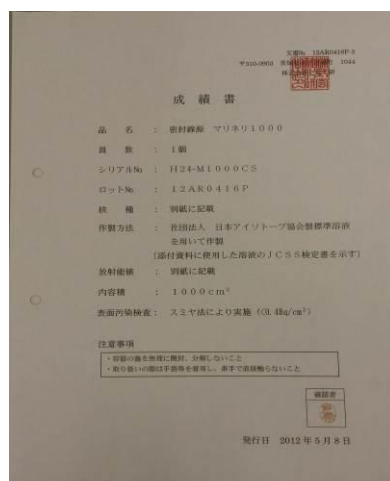 文書No 12AR0416P-3
〒310-0903
1044
成績書
品 名 : 密封線源 マリネリ1000
員 数 : 1個
シリアルNo : H24-M1000CS
ロットNo : 12AR0416P
核 種 : 別紙に記載
作製方法 : 社団法人 日本アイソトープ協会製標準溶液
を用いて作製
(添付資料に使用した溶液のJCSS検定書を示す)
放射能値 : 別紙に記載
内容積 : 1000cm³
表面汚染検査 : スミヤ法により実施
注意事項
・容器の蓋を無理に開封、分解しないこと
・取り扱いの際は手袋等を着用し、素手で直接触らないこと
確認者
発行日 2012年5月8日